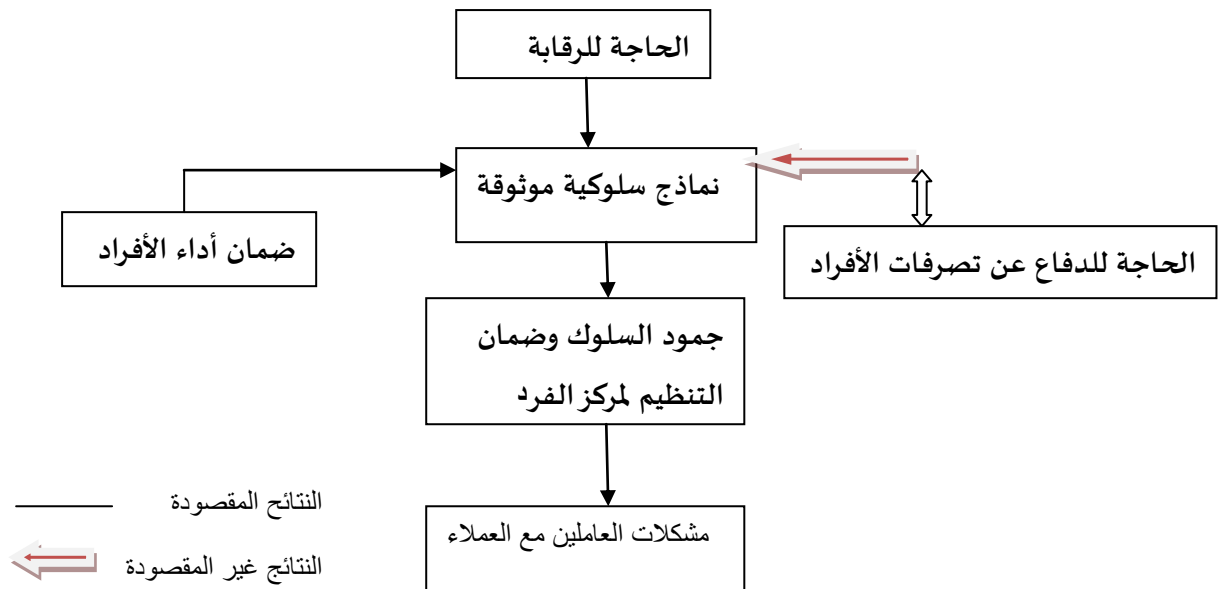 الحاجة للرقابة
نماذج سلوكية موثوقة
ضمان أداء الأفراد
الحاجة للدفاع عن تصرفات الأفراد
جمود السلوك وضمان
التنظيم لمركز الفرد
مشكلات العاملين مع العملاء
النتائح المقصودة
النتائج غير المقصودة